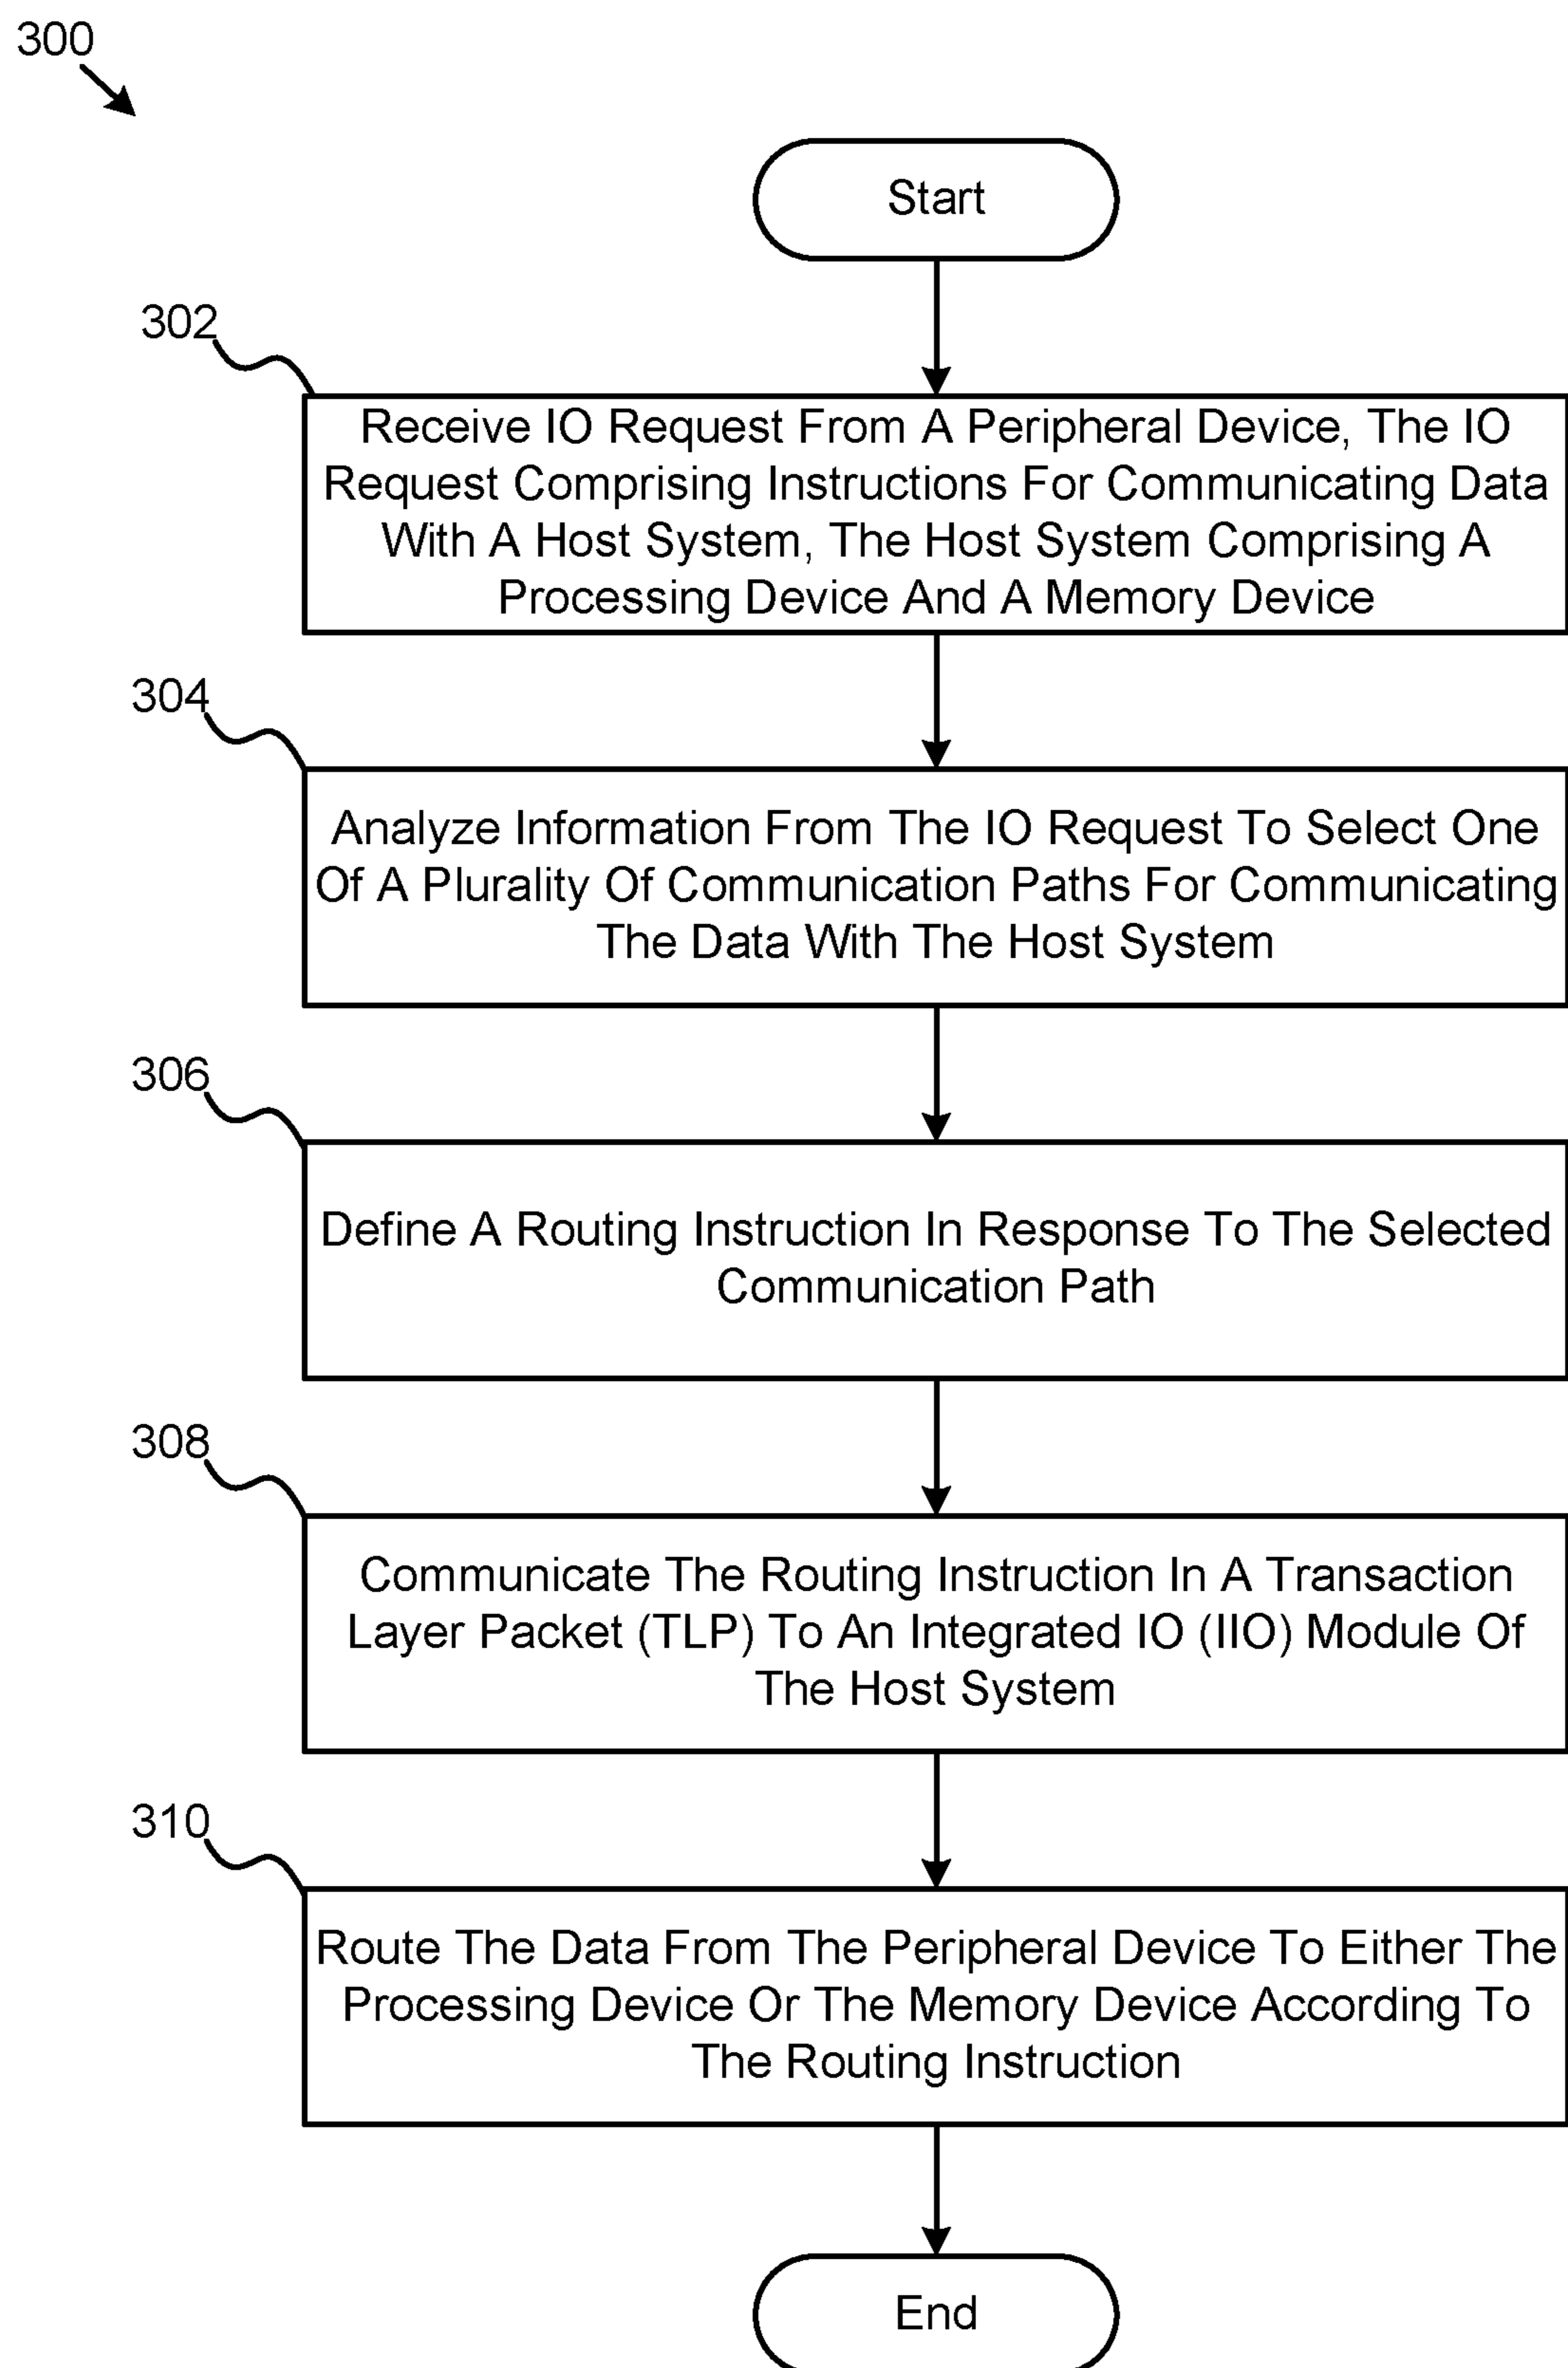 300
Start
302
Receive IO Request From A Peripheral Device, The IO
Request Comprising Instructions For Communicating Data
With A Host System, The Host System Comprising A
Processing Device And A Memory Device
304
Analyze Information From The IO Request To Select One
Of A Plurality Of Communication Paths For Communicating
The Data With The Host System
306
Define A Routing Instruction In Response To The Selected
Communication Path
308
Communicate The Routing Instruction In A Transaction
Layer Packet (TLP) To An Integrated IO (IIO) Module Of
The Host System
310
Route The Data From The Peripheral Device To Either The
Processing Device Or The Memory Device According To
The Routing Instruction
End